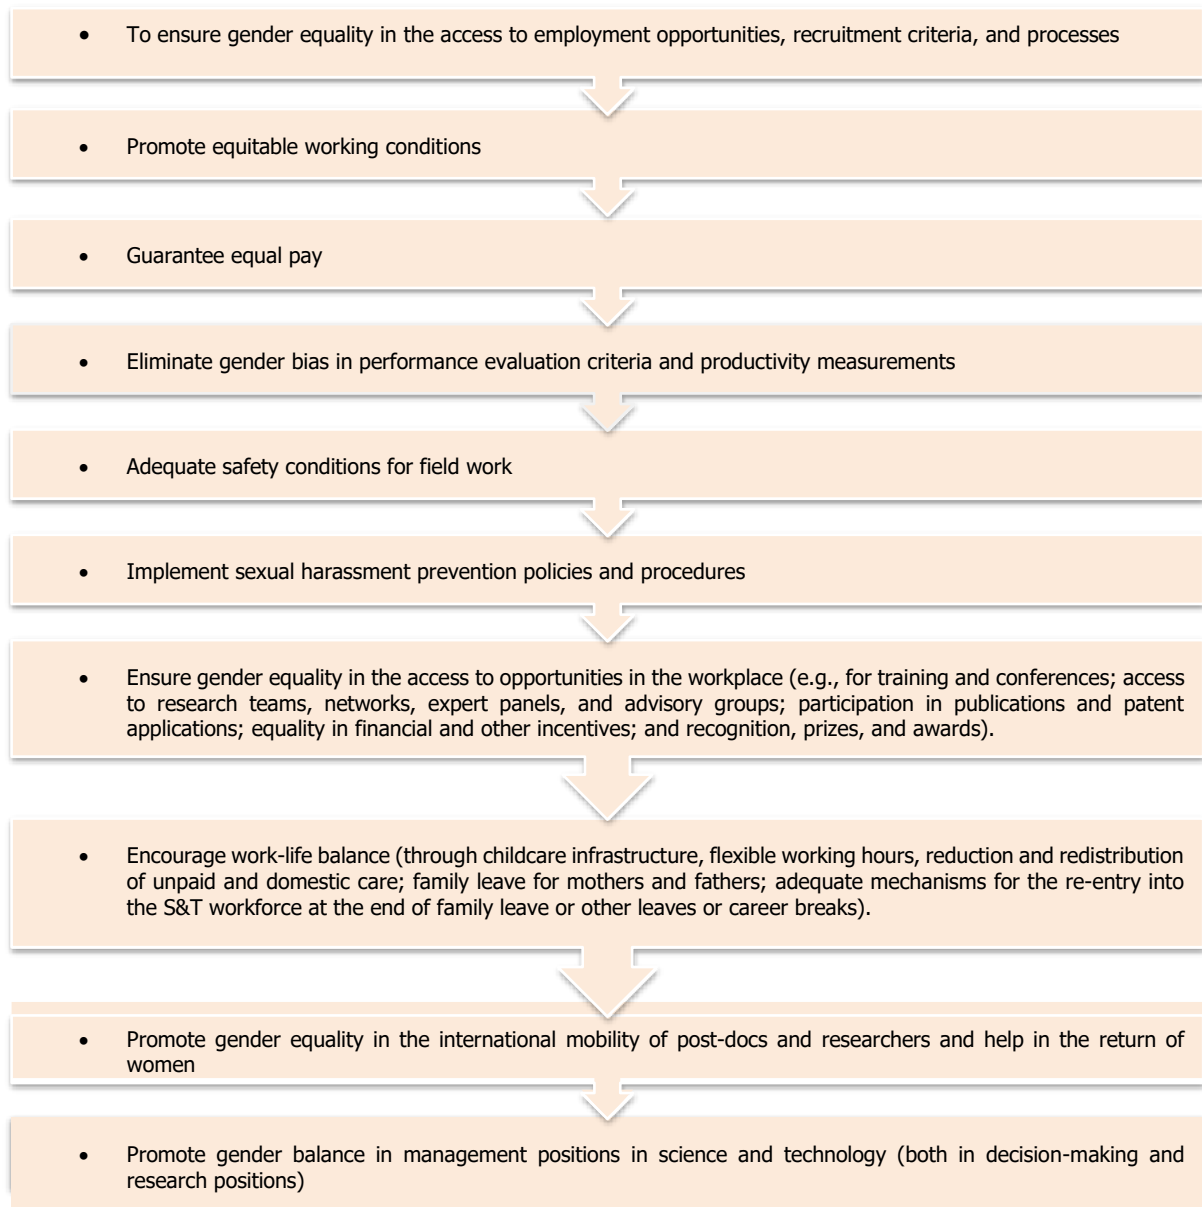 • To ensure gender equality in the access to employment opportunities, recruitment criteria, and processes
• Promote equitable working conditions
• Guarantee equal pay
• Eliminate gender bias in performance evaluation criteria and productivity measurements
• Adequate safety conditions for field work
• Implement sexual harassment prevention policies and procedures
• Ensure gender equality in the access to opportunities in the workplace (e.g., for training and conferences; access
to research teams, networks, expert panels, and advisory groups; participation in publications and patent
applications; equality in financial and other incentives; and recognition, prizes, and awards).
• Encourage work-life balance (through childcare infrastructure, flexible working hours, reduction and redistribution
of unpaid and domestic care; family leave for mothers and fathers; adequate mechanisms for the re-entry into
the S&T workforce at the end of family leave or other leaves or career breaks).
• Promote gender equality in the international mobility of post-docs and researchers and help in the return of
women
• Promote gender balance in management positions in science and technology (both in decision-making and
research positions)